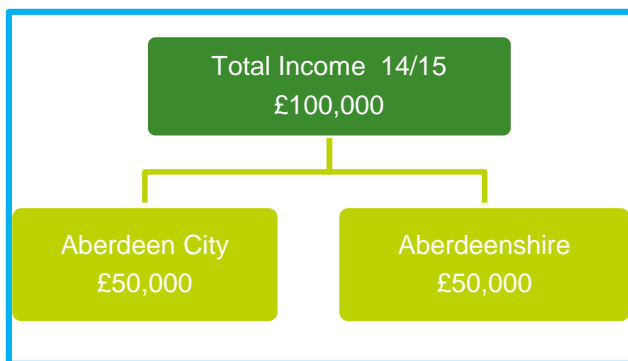 Total Income  14/15
£100,000
Aberdeen City
£50,000
Aberdeenshire
£50,000